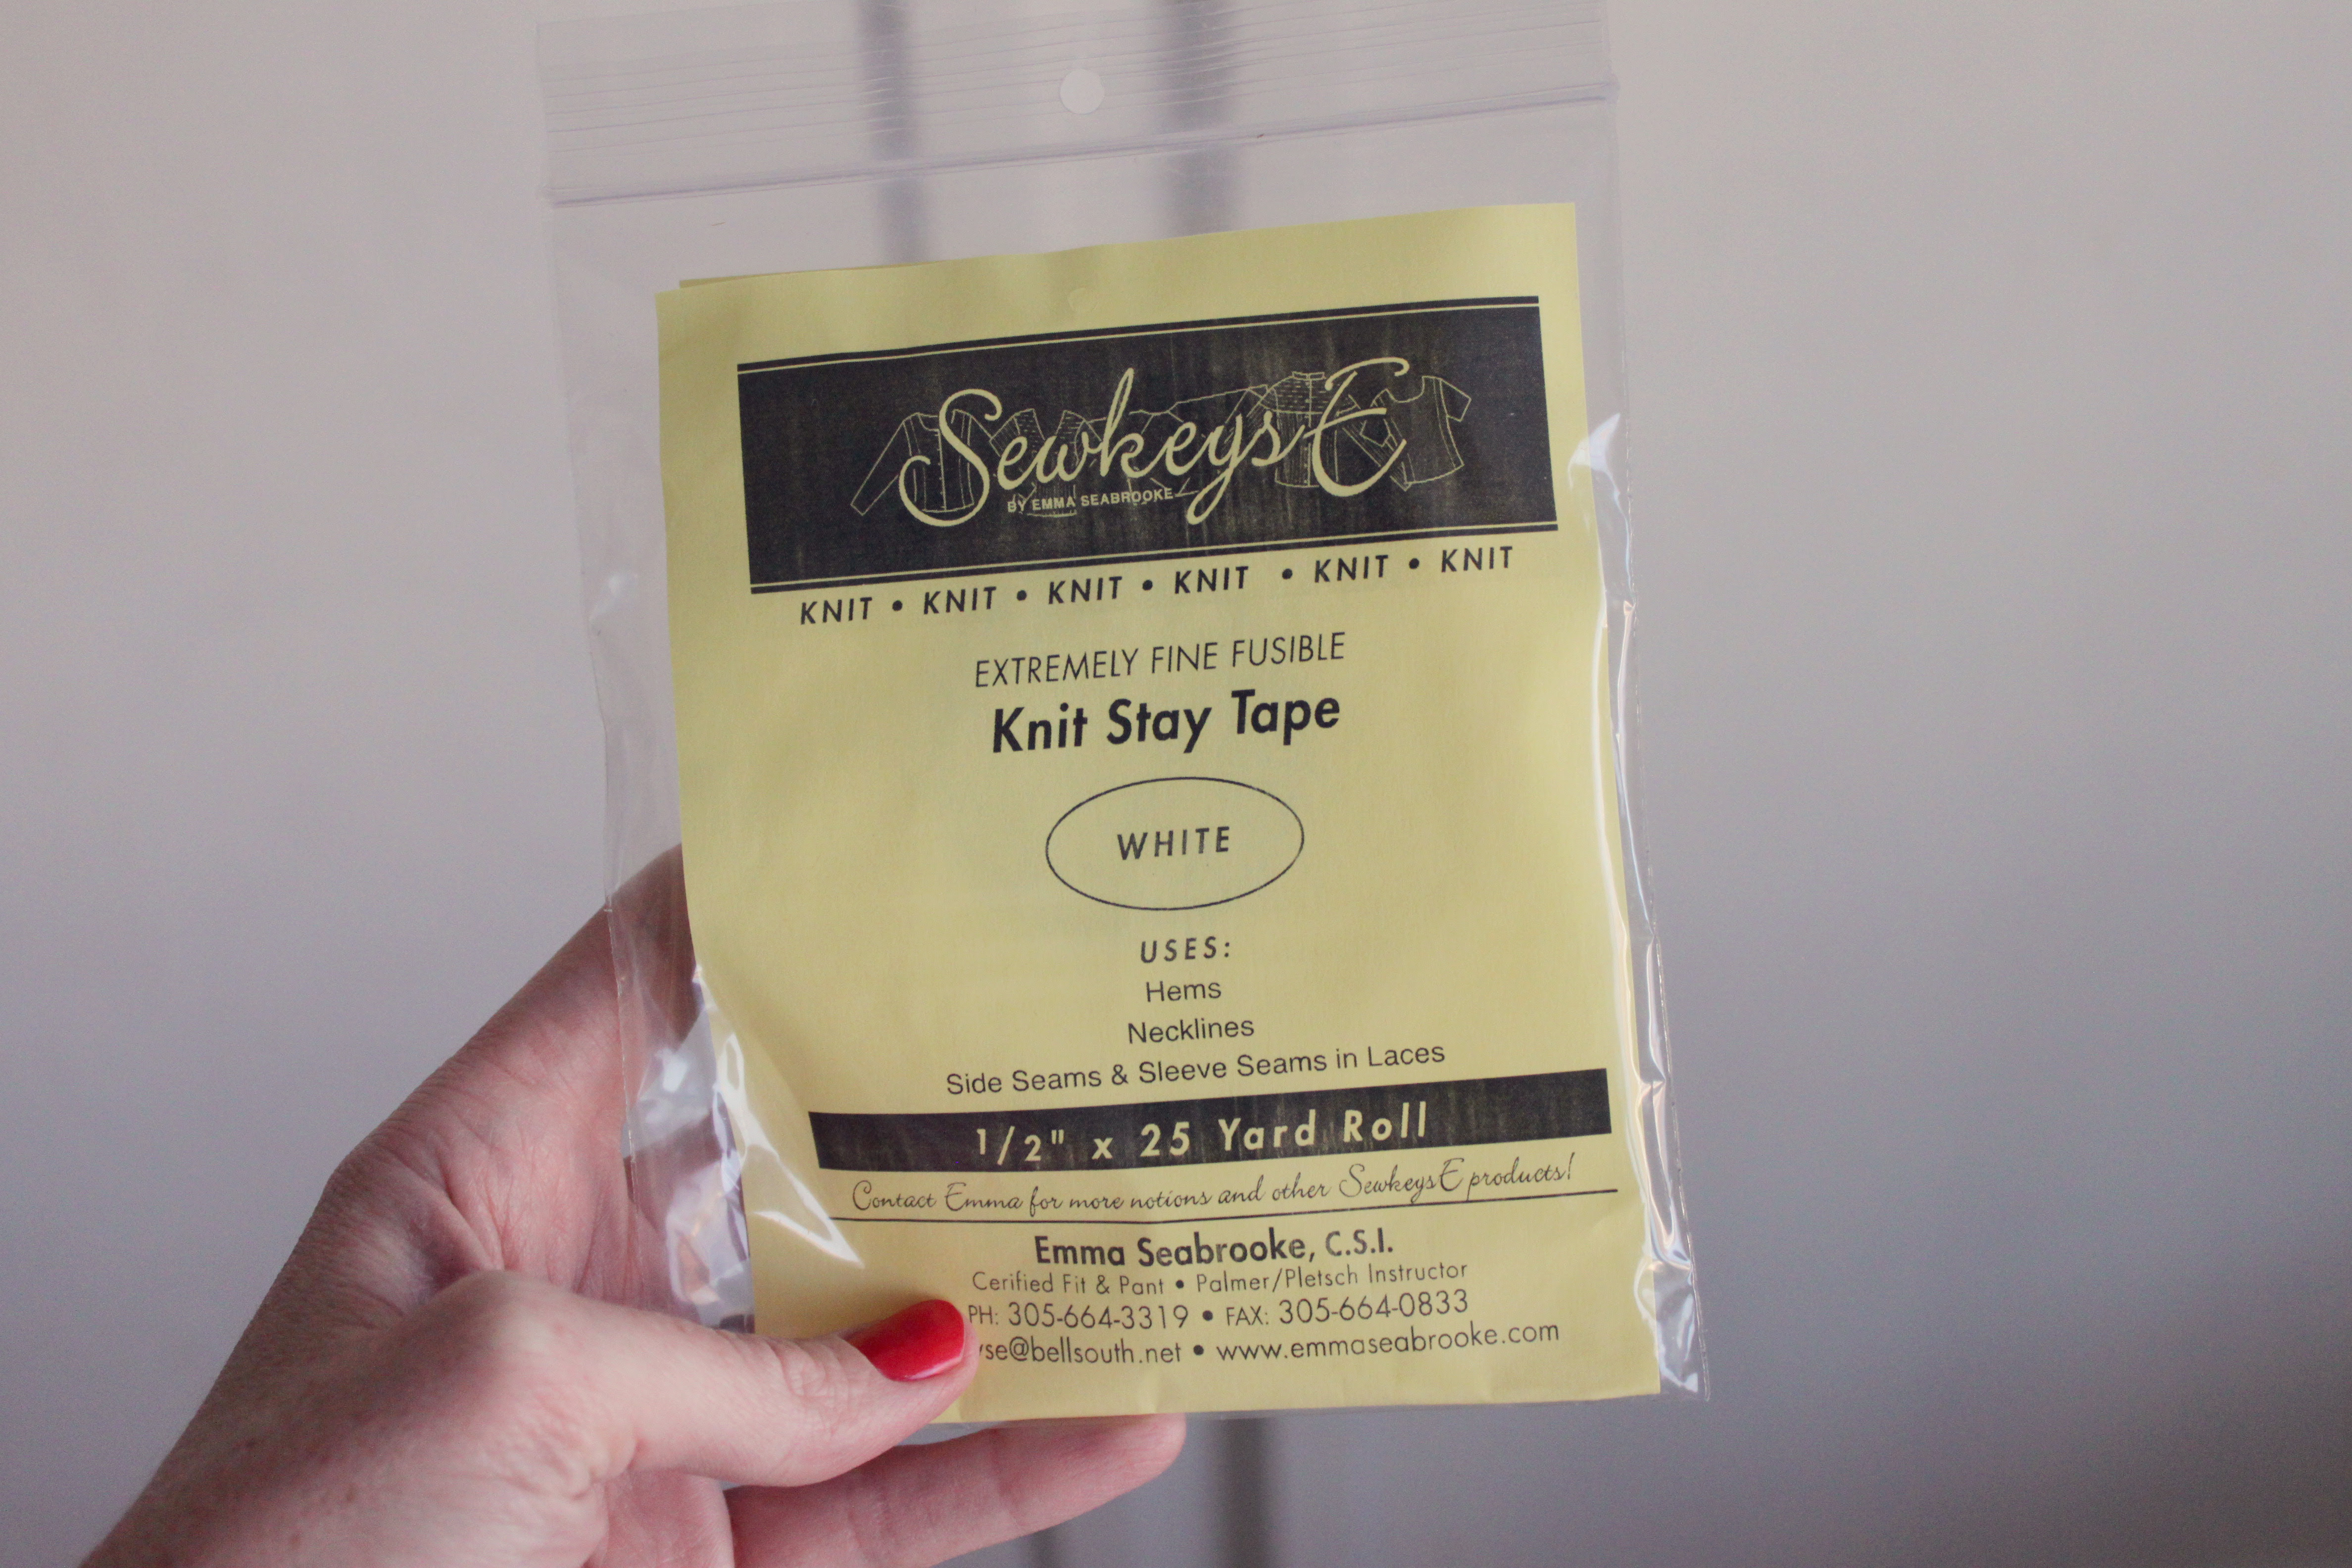 SewkeysE
BY EMMA SEABROOKE
KNIT • KNIT • KNIT • KNIT • KNIT • KNIT
EXTREMELY FINE FUSIBLE
Knit Stay Tape
WHITE
USES:
Hems
Necklines
Side Seams & Sleeve Seams in Laces
1/2" x 25 Yard Roll
Contact Emma for more notions and other SewkeysE products!
Emma Seabrooke, C.S.I.
Cerified Fit & Pant • Palmer/Pletsch Instructor
PH: 305-664-3319 • FAX: 305-664-0833
• www.emmaseabrooke.com